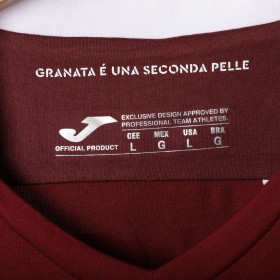 GRANATA É UNA SECONDA PELLE
EXCLUSIVE DESIGN APPROVED BY
PROFESSIONAL TEAM ATHLETES.
CEE MEX USA BRA
OFFICIAL PRODUCT L G L G